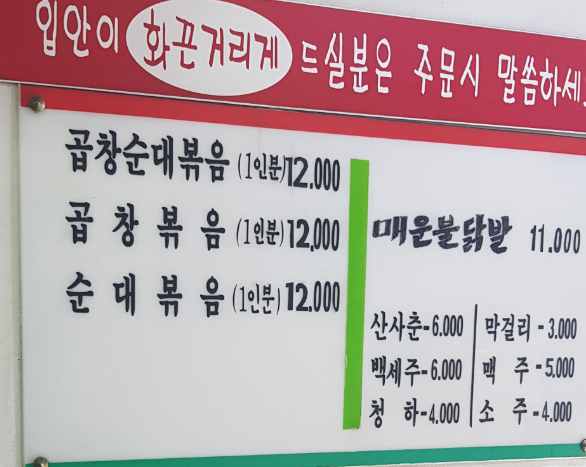 입안이 화끈거리게 드실분은 주문시 말씀하세.
곱창순대볶음 (1인분) 12.000
곱창볶음 (1인분) 12,000
순대볶음 (1인분) 12.000
매운불닭발 11.000
산사춘-6.000 막걸리-3.000
백세주-6.000 맥주-5.000
청하-4.000 소주-4.000